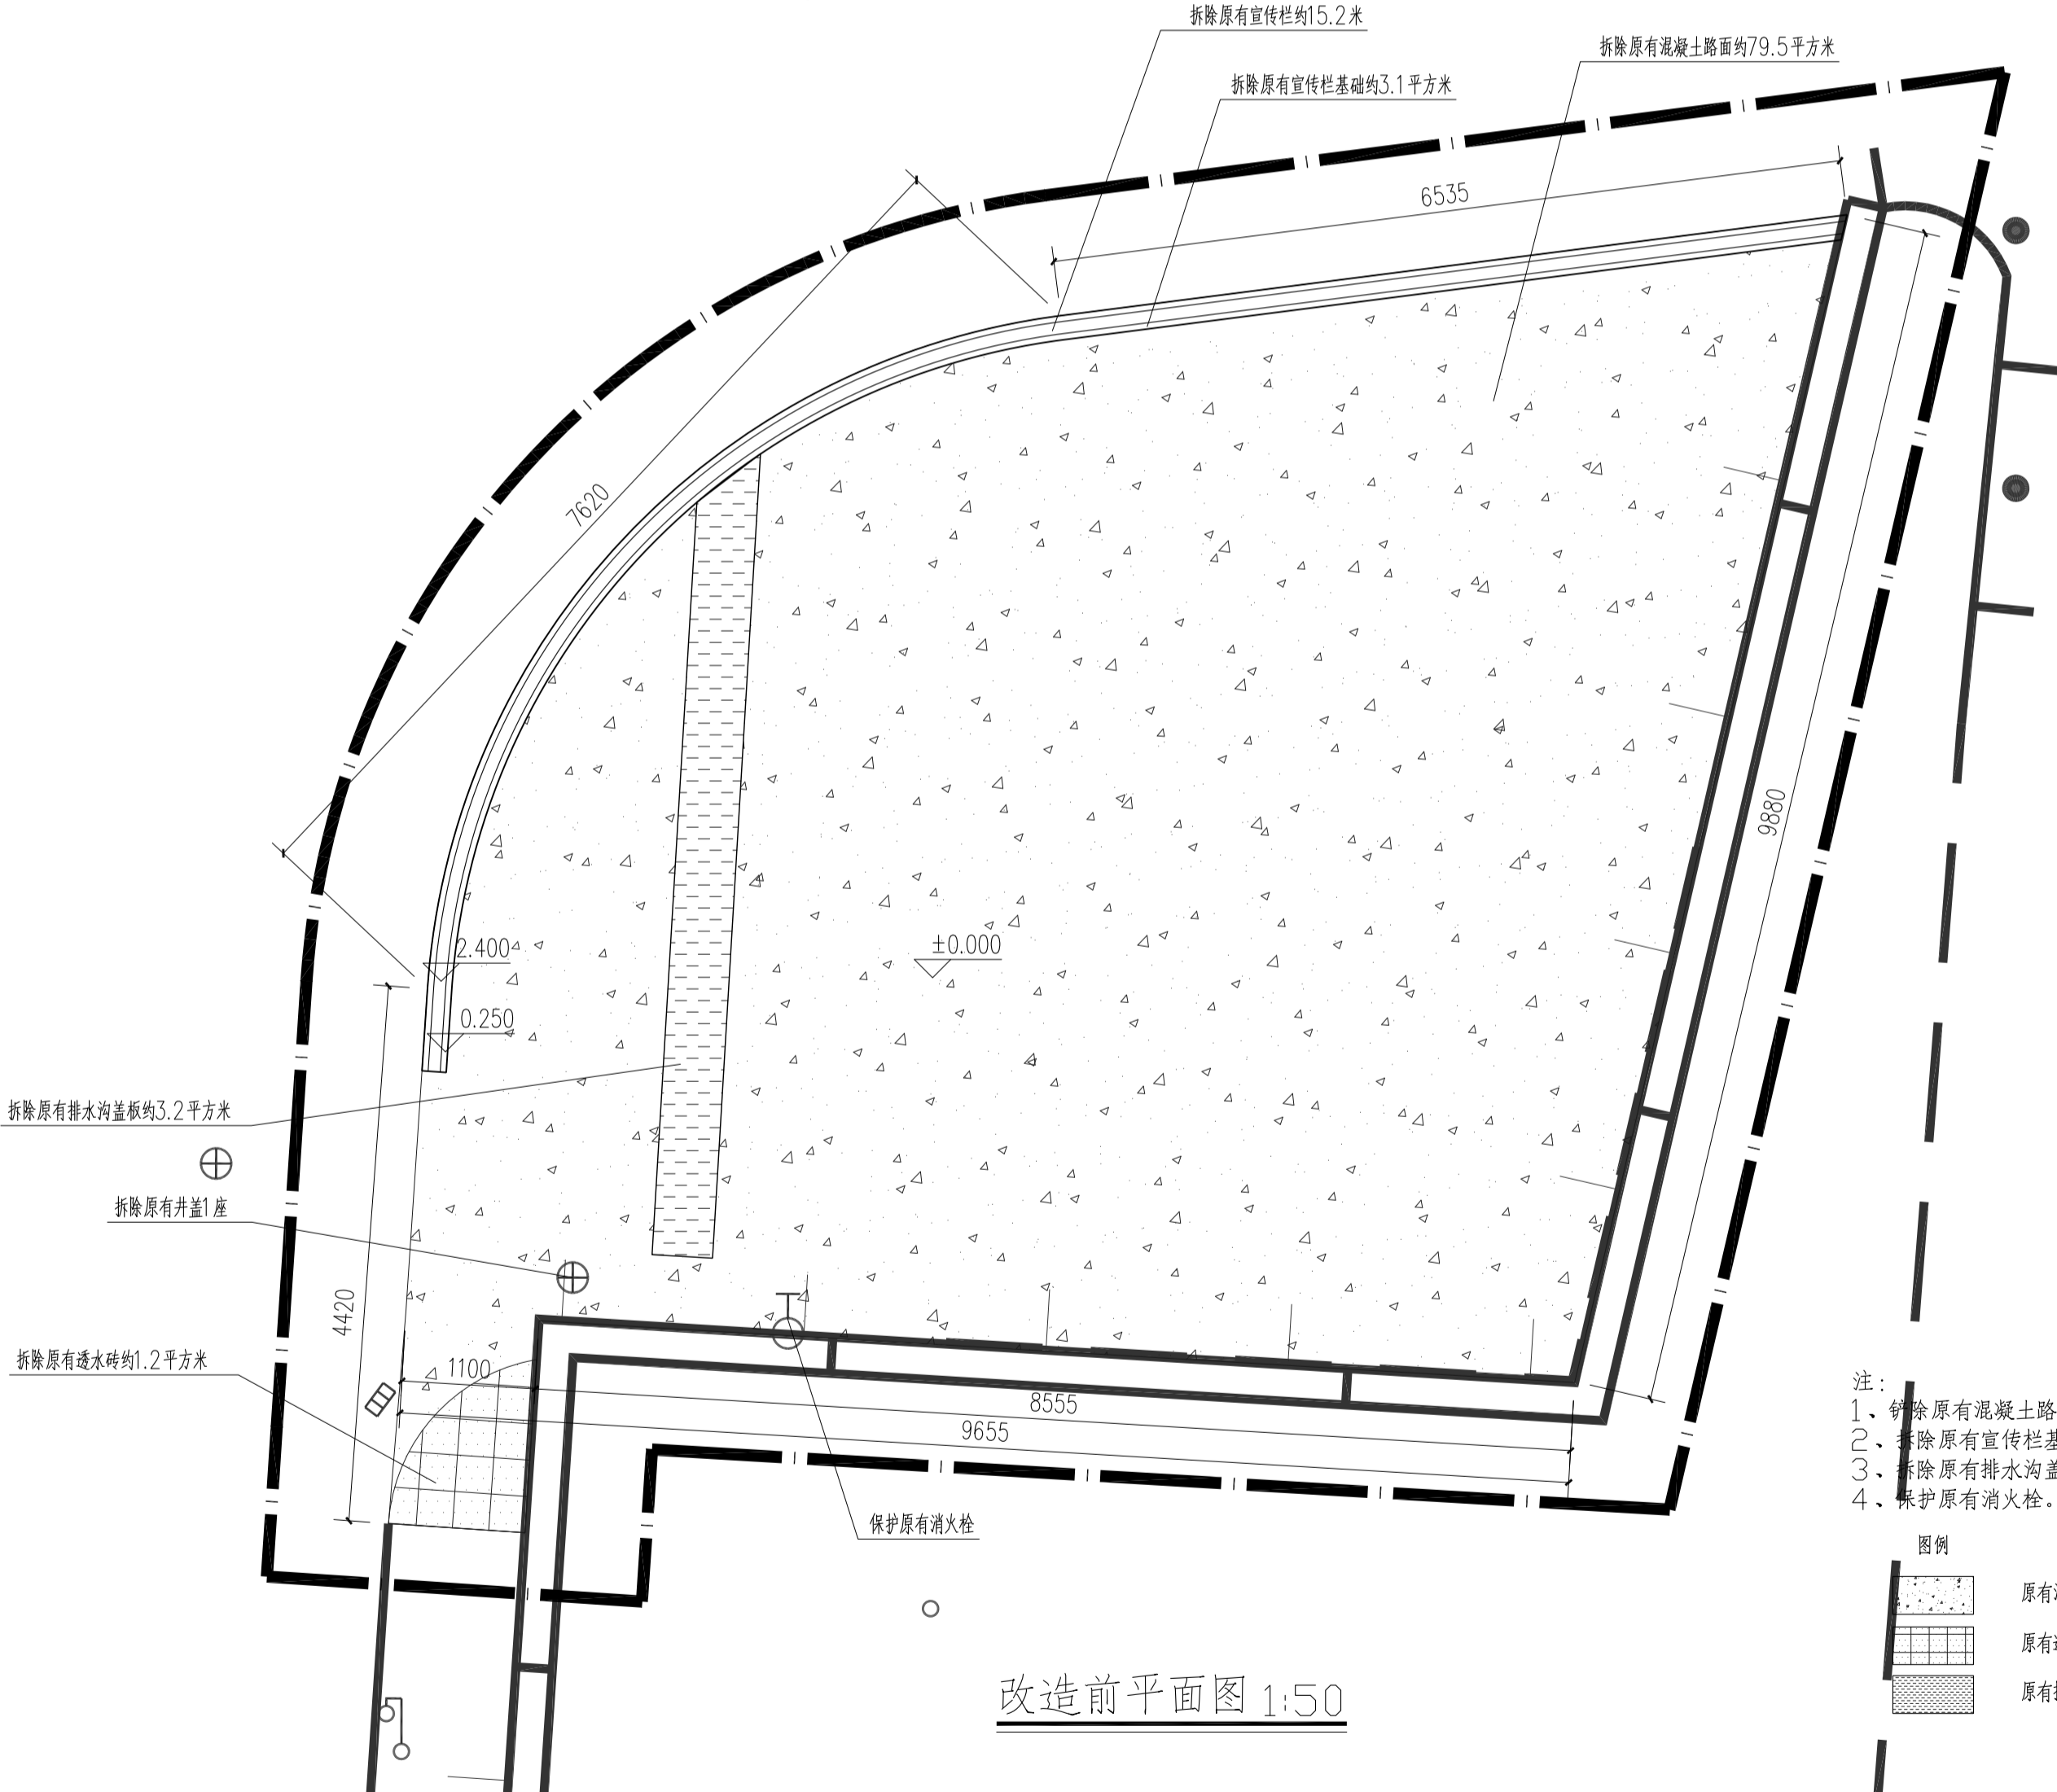 拆除原有宣传栏约15.2米
拆除原有混凝土路面约79.5平方米
拆除原有宣传栏基础约3.1平方米
6535
7620
9880
2.400
±0.000
0.250
拆除原有排水沟盖板约3.2平方米
拆除原有井盖1座
4420
拆除原有透水砖约1.2平方米
1100
8555
9655
保护原有消火栓
注：
1、铲除原有混凝土路
2、拆除原有宣传栏基
3、拆除原有排水沟盖
4、保护原有消火栓。
图例
原有
原有
原有
改造前平面图 1:50